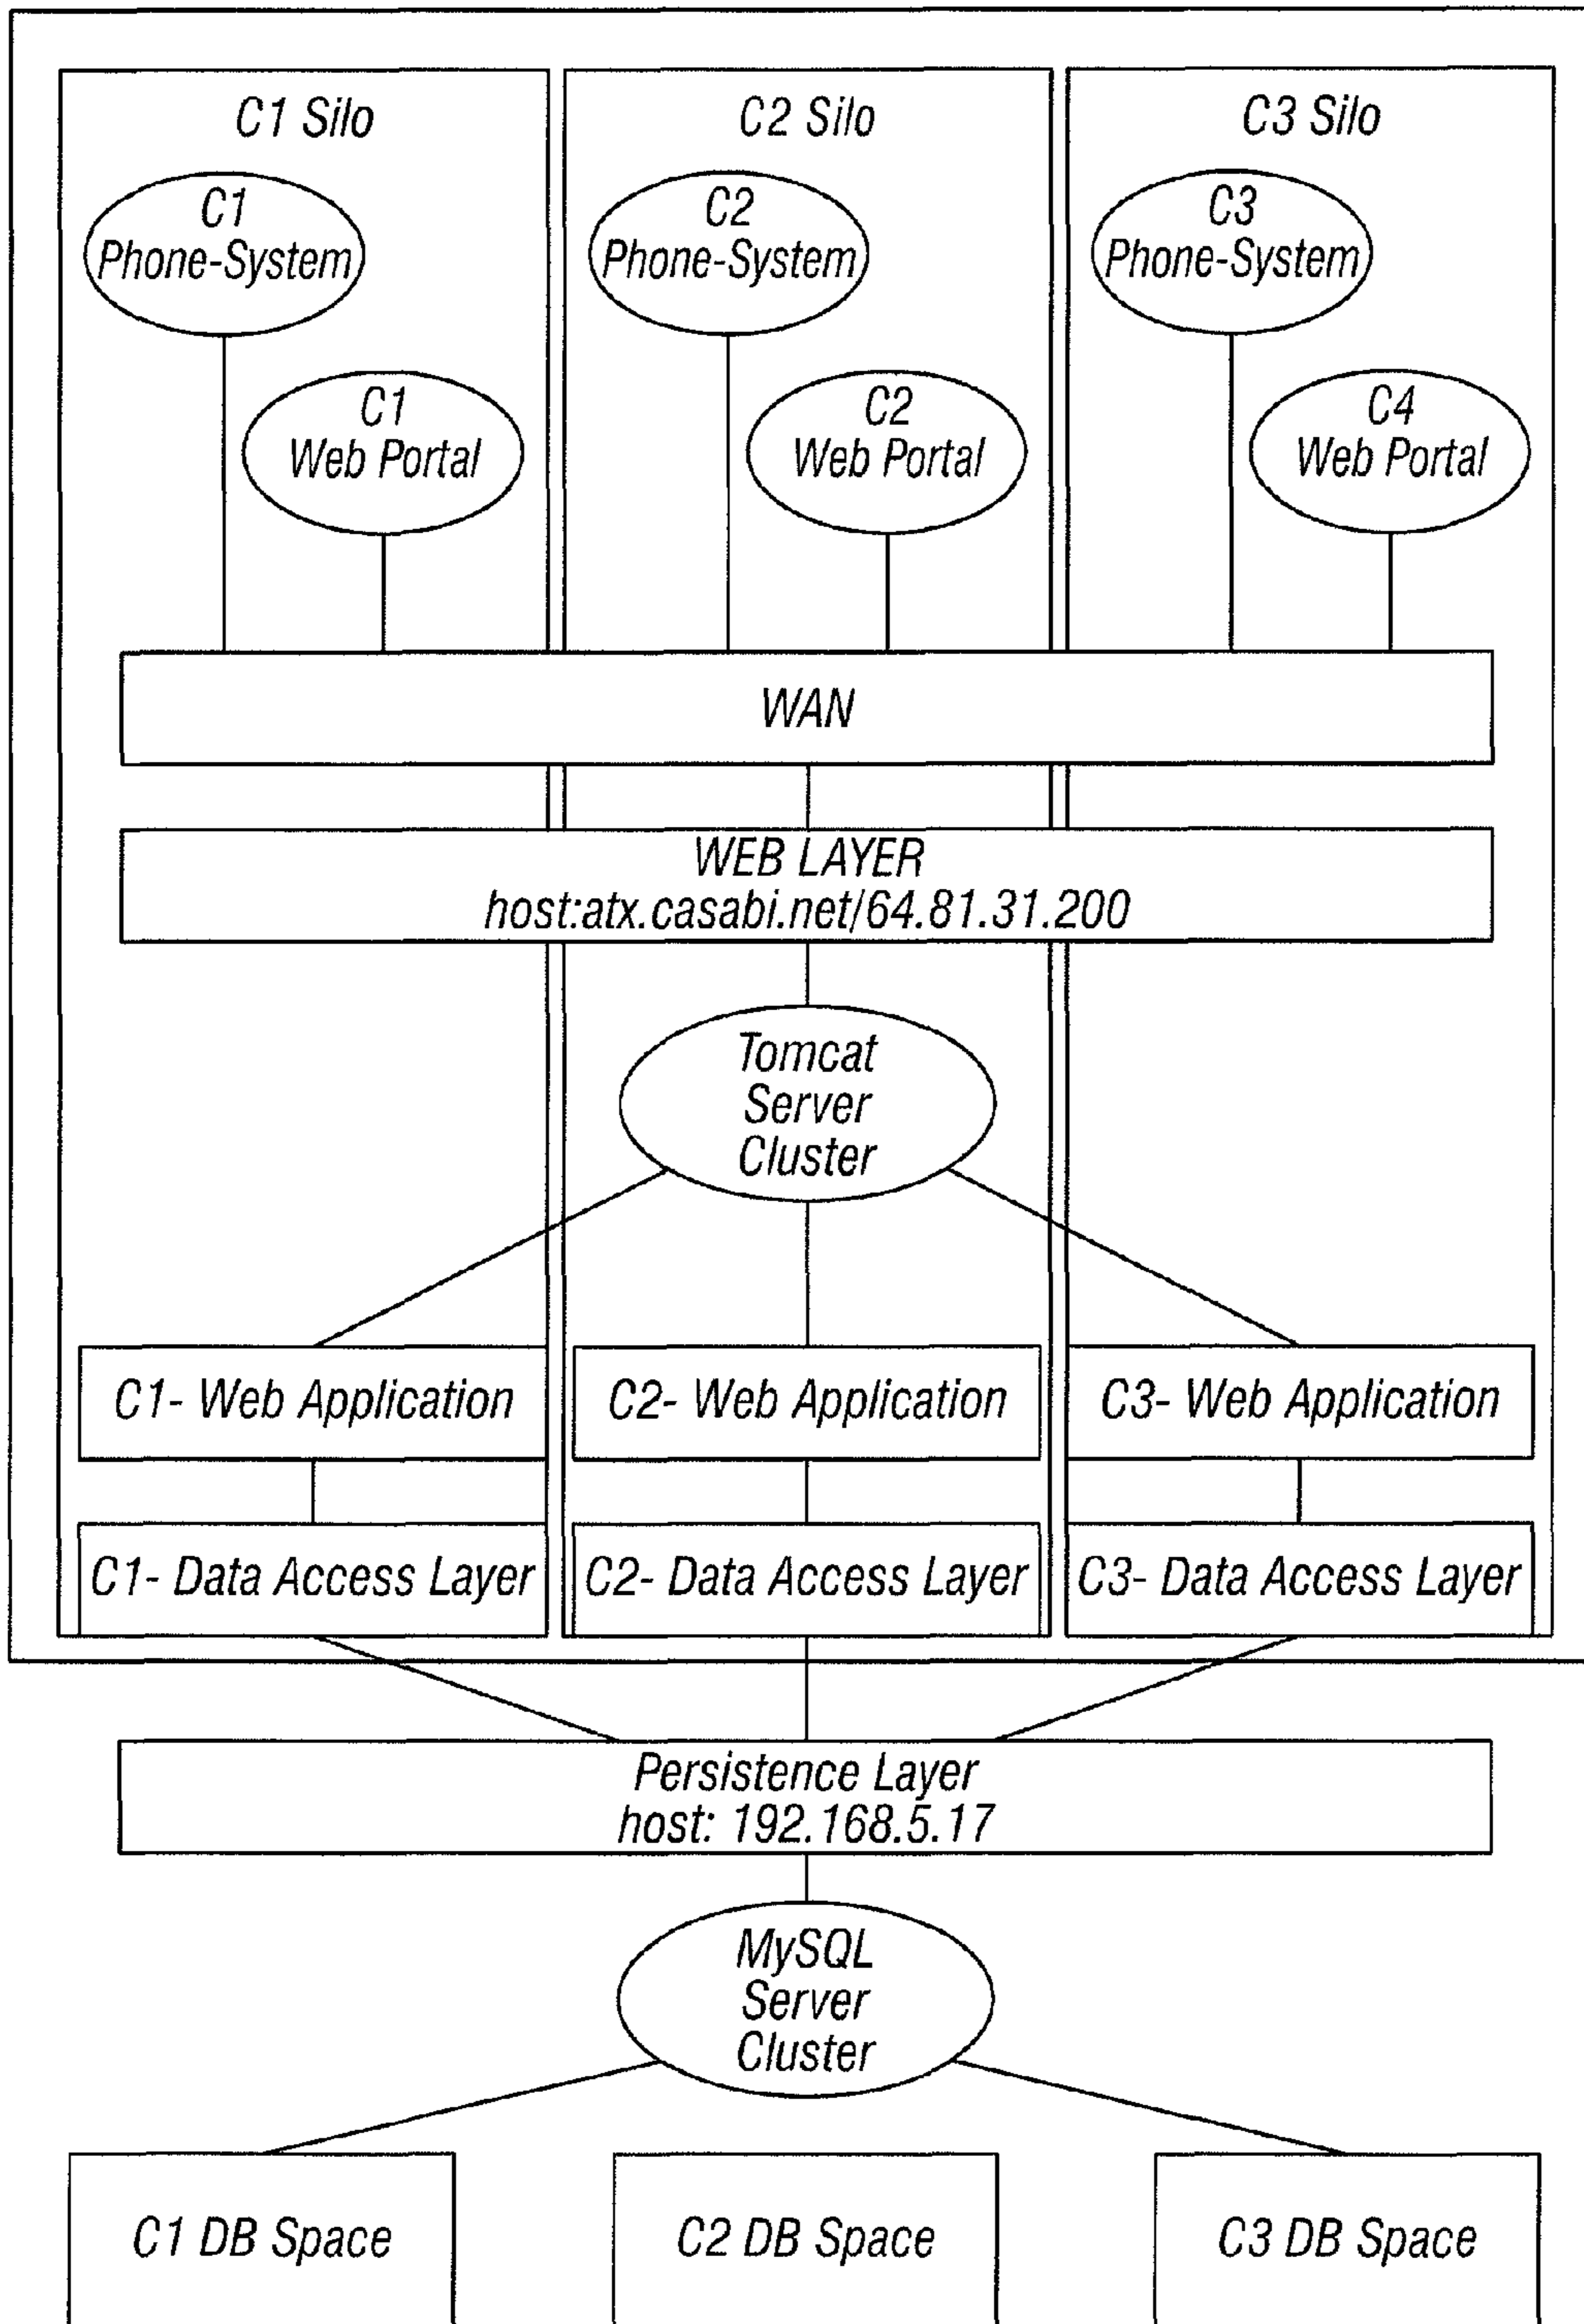 C1 Silo
C2 Silo
C3 Silo
C1
Phone-System
C2
Phone-System
C3
Phone-System
C1
Web Portal
C2
Web Portal
C4
Web Portal
WAN
WEB LAYER
host:atx.casabi.net/64.81.31.200
Tomcat
Server
Cluster
C1- Web Application
C2- Web Application
C3- Web Application
C1- Data Access Layer
C2- Data Access Layer
C3- Data Access Layer
Persistence Layer
host: 192.168.5.17
MySQL
Server
Cluster
C1 DB Space
C2 DB Space
C3 DB Space